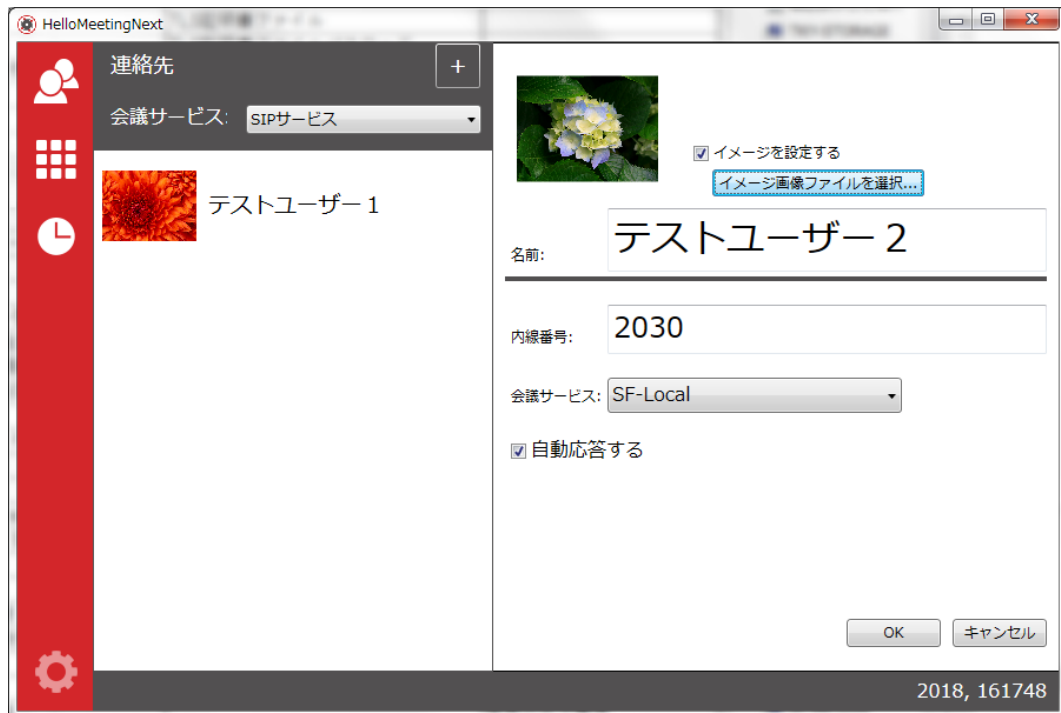 HelloMeetingNext
連絡先
+
会議サービス:
SIPサービス
テストユーザー１
イメージを設定する
イメージ画像ファイルを選択...
名前:
テストユーザー２
内線番号:
2030
会議サービス:
SF-Local
自動応答する
OK
キャンセル
2018, 161748